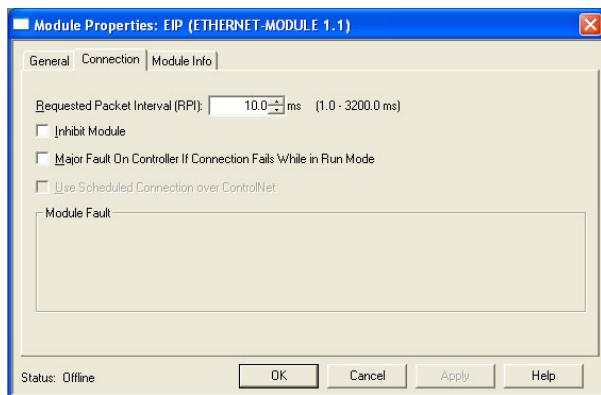 Module Properties: EIP (ETHERNET-MODULE 1.1)
General Connection Module Info
Requested Packet Interval (RPI): 10.0 ms (1.0 - 3200.0 ms)
Inhibit Module
Major Fault On Controller If Connection Fails While in Run Mode
Use Scheduled Connection over ControlNet
Module Fault
Status: Offline OK Cancel Apply Help